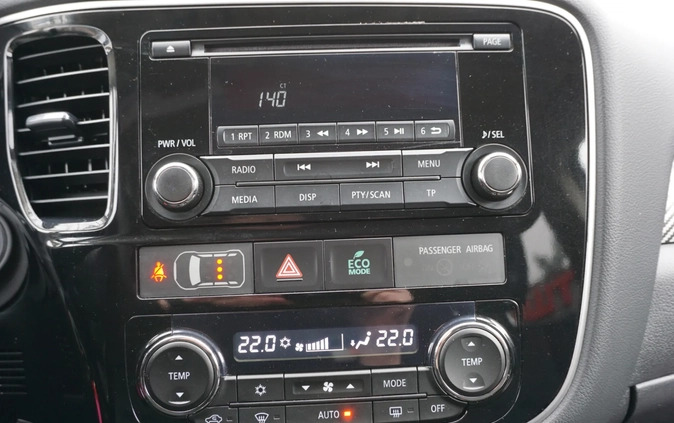 PAGE
C1
140
1 RPT 2 RDM 3 4 5 6
PWR / VOL
/SEL
RADIO MENU
MEDIA DISP PTY/SCAN TP
ECO
MODE
PASSENGER AIRBAG
22.0 22.0
TEMP
TEMP
MODE
AUTO OFF